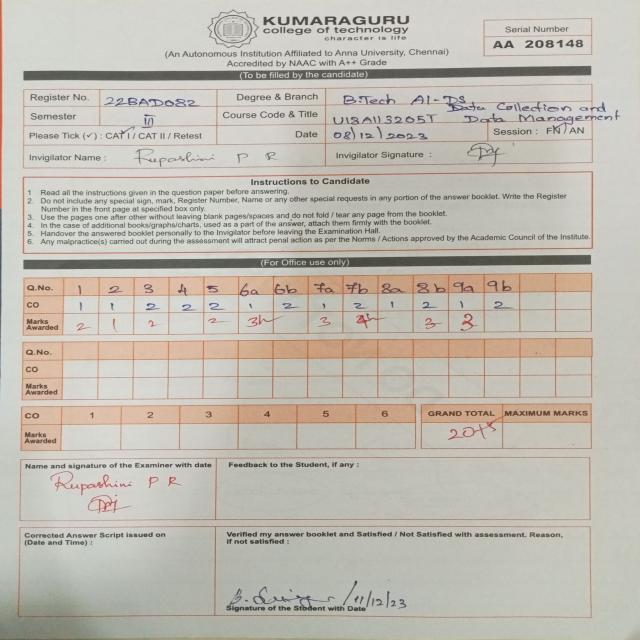 KUMARAGURU
college of technology
character is life
(An Autonomous Institution Affiliated to Anna University, Chennai)
Accredited by NAAC with A++ Grade
Serial Number
AA 208148
(To be filled by the candidate)
Register No. 22BAD082 Degree & Branch B.Tech AI-DS
Semester III Course Code & Title U18AI3205T Data Collection and Data Management
Please Tick (✓) : CAT I / CAT II / Retest Date 08/12/2023 Session : FN / AN
Invigilator Name : Rupashini P R Invigilator Signature :
Instructions to Candidate
1 Read all the instructions given in the question paper before answering.
2. Do not include any special sign, mark, Register Number, Name or any other special requests in any portion of the answer booklet. Write the Register
Number in the front page at specified box only.
3 Use the pages one after other without leaving blank pages/spaces and do not fold / tear any page from the booklet.
4. In the case of additional books/graphs/charts, used as a part of the answer, attach them firmly with the booklet.
5. Handover the answered booklet personally to the Invigilator before leaving the Examination Hall.
6. Any malpractice(s) carried out during the assessment will attract penal action as per the Norms / Actions approved by the Academic Council of the Institute.
(For Office use only)
Q.No. 1 2 3 4 5 6a 6b 7a 7b 8a 8b 9a 9b
CO 1 1 2 2 2 1 2 1 2 1 2 1 2
Marks Awarded 2 1 2 2 3 3 3
Q.No.
CO
Marks Awarded
CO 1 2 3 4 5 6 GRAND TOTAL MAXIMUM MARKS
Marks Awarded
Name and signature of the Examiner with date
Rupashini P R
Feedback to the Student, if any :
Corrected Answer Script issued on
(Date and Time) :
Verified my answer booklet and Satisfied / Not Satisfied with assessment. Reason,
if not satisfied :
11/12/23
Signature of the Student with Date